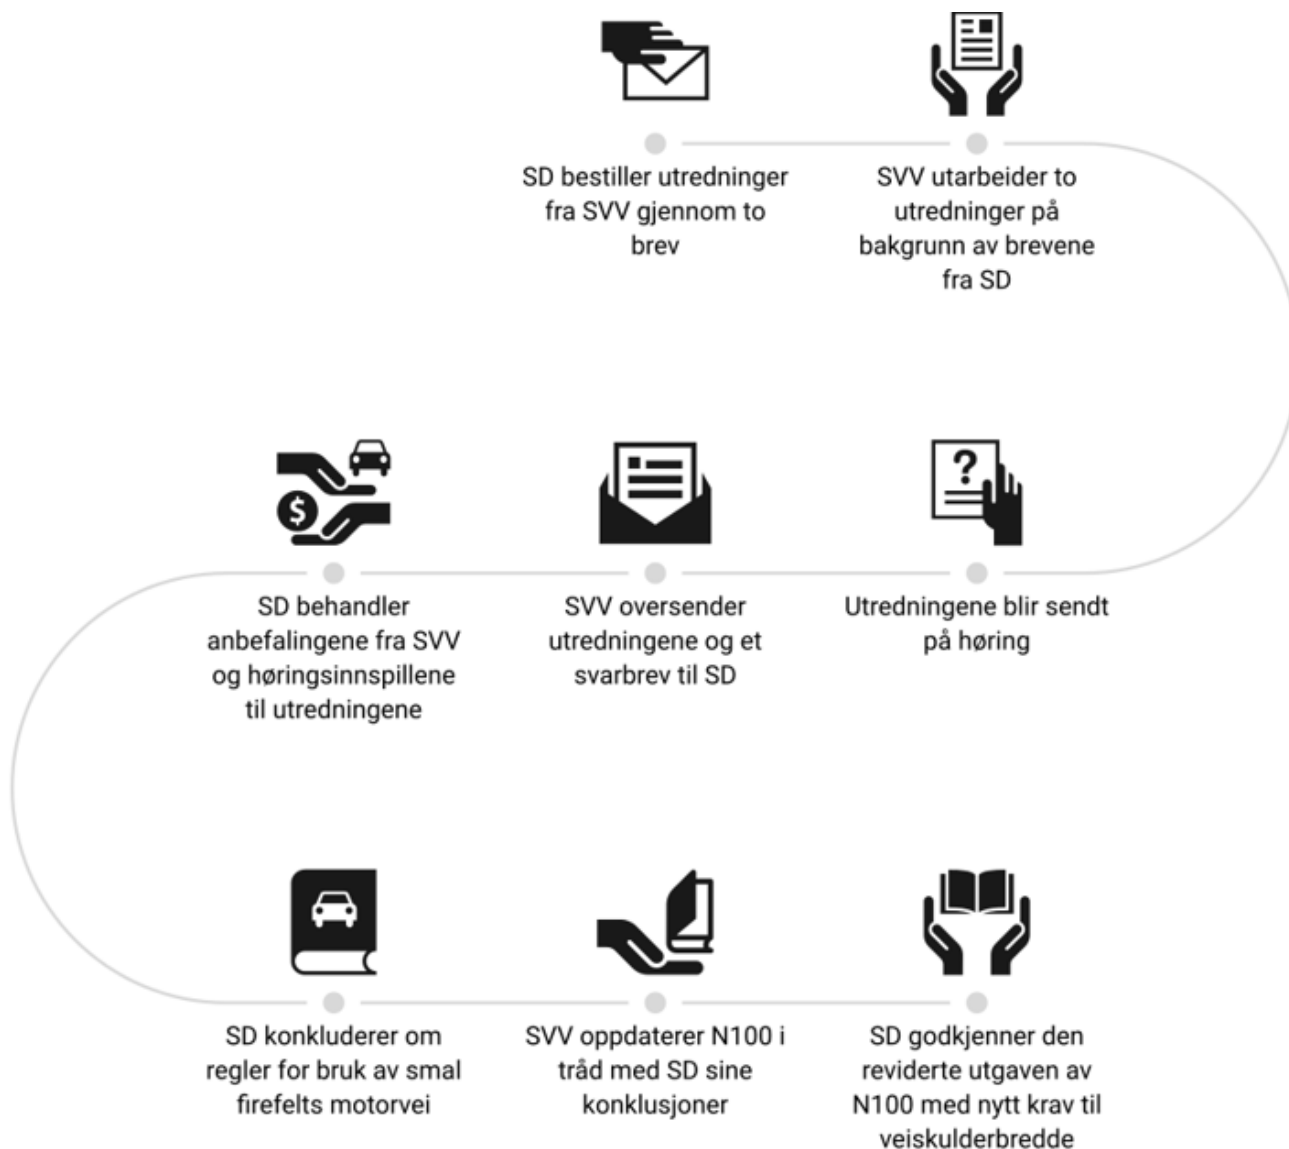 SD bestiller utredninger
fra SVV gjennom to
brev
SVV utarbeider to
utredninger på
bakgrunn av brevene
fra SD
?
Utredningene blir sendt
på høring
SVV oversender
utredningene og et
svarbrev til SD
$
SD behandler
anbefalingene fra SVV
og høringsinnspillene
til utredningene
SD konkluderer om
regler for bruk av smal
firefelts motorvei
SVV oppdaterer N100 i
tråd med SD sine
konklusjoner
SD godkjenner den
reviderte utgaven av
N100 med nytt krav til
veiskulderbredde